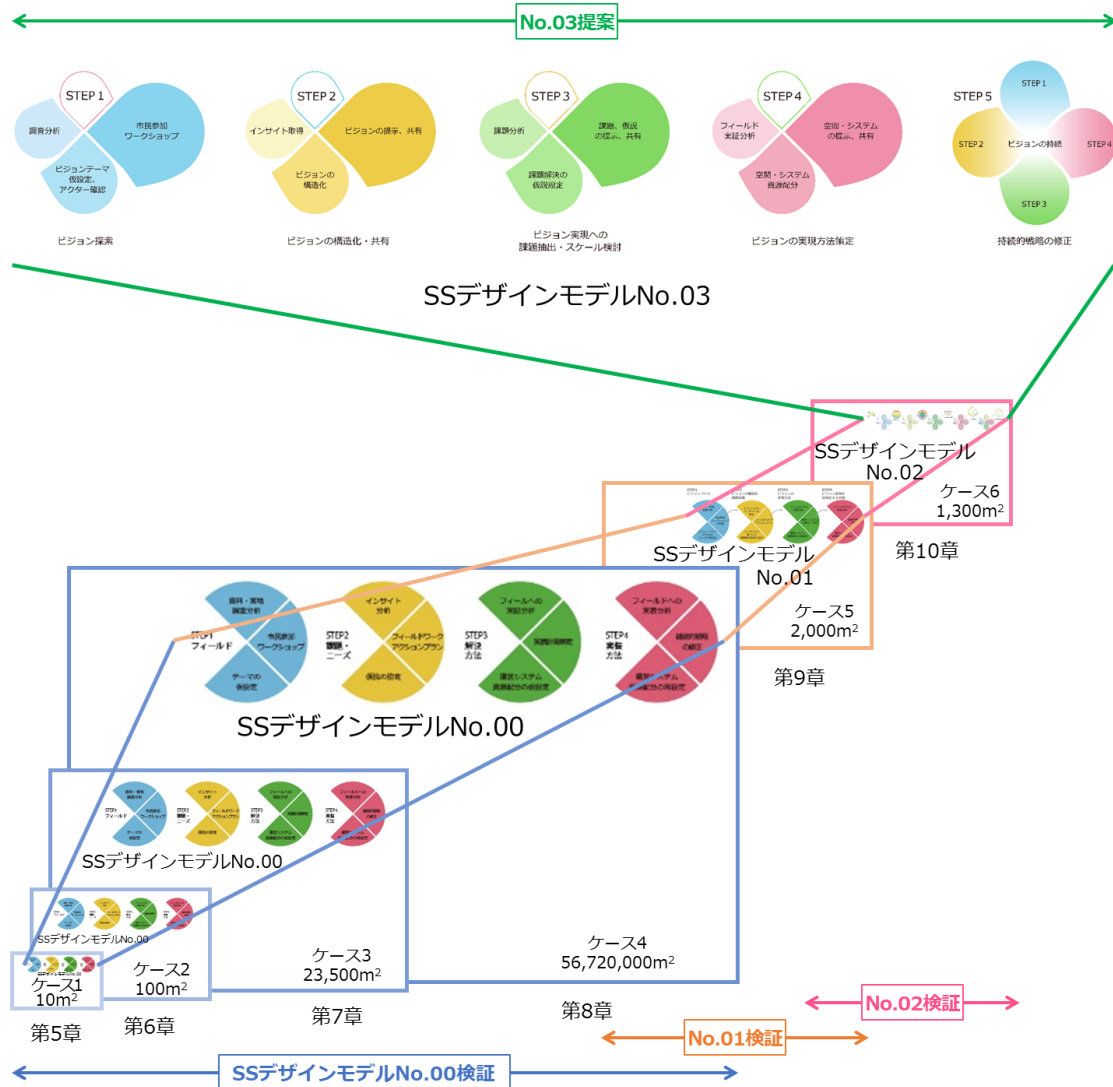 No.03提案
STEP 1
調査分析
市民参加
ワークショップ
ビジョンテーマ
仮設定、
アクター確認
ビジョン探索
STEP 2
インサイト取得
ビジョンの提示、共有
ビジョンの
構造化
ビジョンの構造化・共有
STEP 3
課題分析
課題、仮説
の提示、共有
課題解決の
仮説設定
ビジョン実現への
課題抽出・スケール検討
STEP 4
フィールド
実証分析
空間・システム
の提示、共有
空間・システム
資源配分
ビジョンの実現方法策定
STEP 5
STEP 1
STEP 2
ビジョンの持続
STEP 4
STEP 3
持続的戦略の修正
SSデザインモデルNo.03
SSデザインモデル
No.02
ケース6
1,300m²
第10章
SSデザインモデル
No.01
ケース5
2,000m²
第9章
資料・実地
調査分析
STEP1
フィールド
市民参加
ワークショップ
テーマの
仮設定
インサイト
分析
STEP2
課題・
ニーズ
フィールドワーク
アクションプラン
仮説の設定
フィールへの
実証分析
STEP3
解決
方法
実践計画策定
運営システム
資源配分の仮設定
フィールドへの
実践分析
STEP4
実装
方法
継続的戦略
の修正
運営システム
資源配分の再設定
SSデザインモデルNo.00
ケース4
56,720,000m²
第8章
SSデザインモデルNo.00
ケース3
23,500m²
第7章
SSデザインモデルNo.00
ケース2
100m²
第6章
SSデザインモデルNo.00
ケース1
10m²
第5章
No.02検証
No.01検証
SSデザインモデルNo.00検証